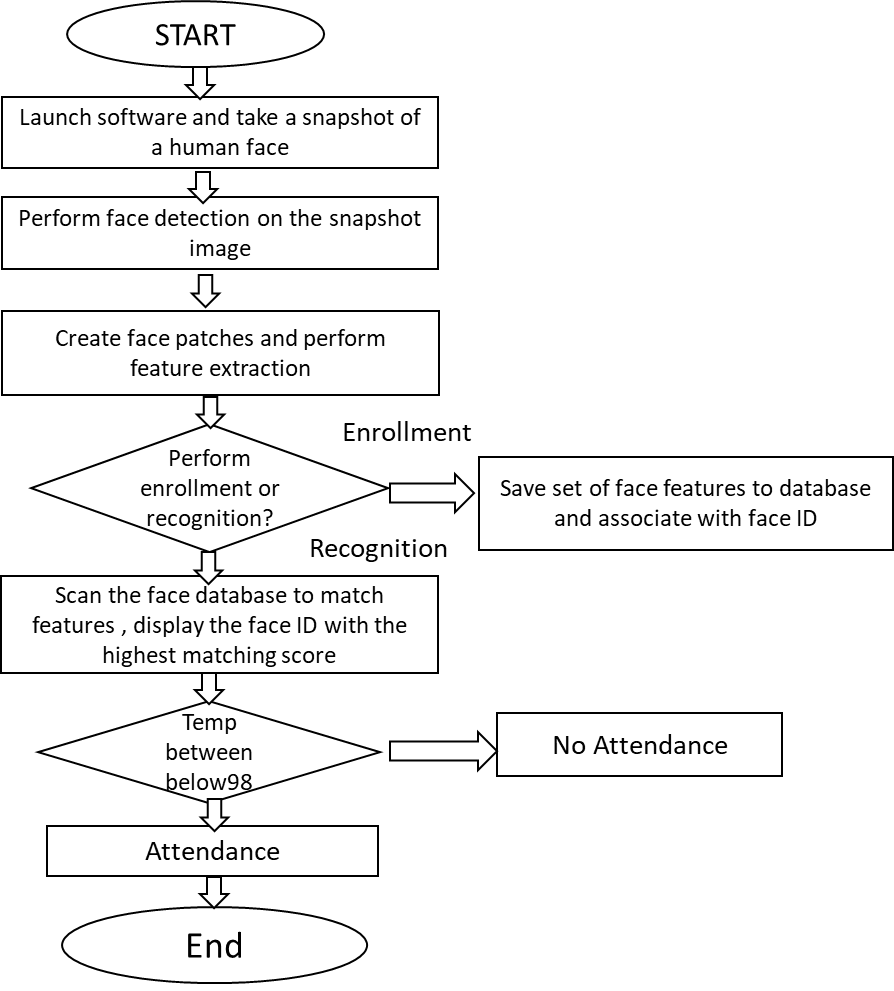 START
Launch software and take a snapshot of
a human face
Perform face detection on the snapshot
image
Create face patches and perform
feature extraction
Enrollment
Perform
enrollment or
recognition?
Save set of face features to database
and associate with face ID
Recognition
Scan the face database to match
features , display the face ID with the
highest matching score
Temp
between
below98
No Attendance
Attendance
End